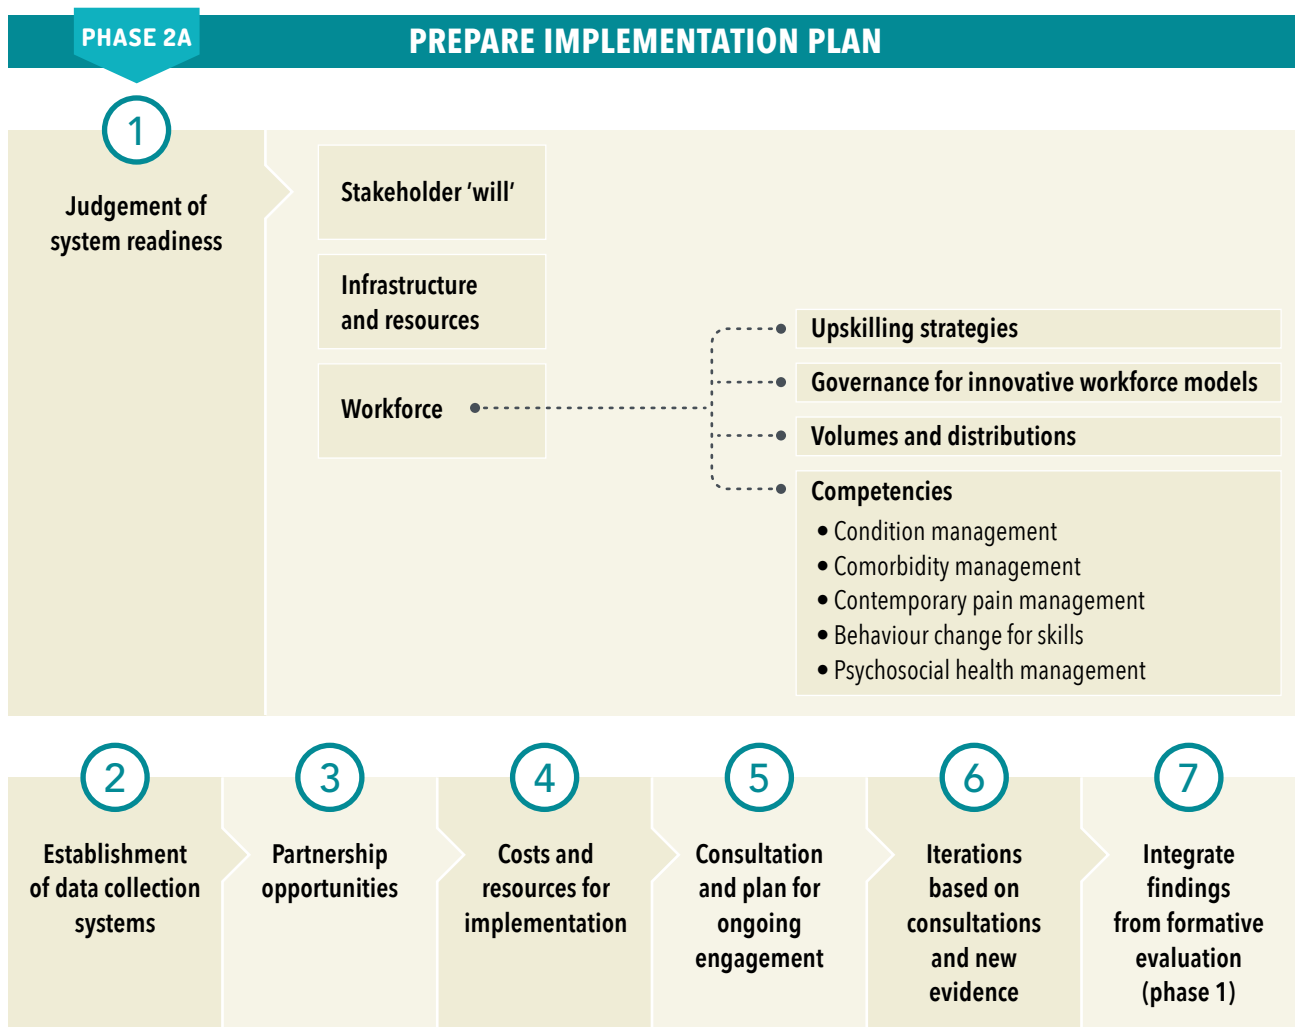 PHASE 2A
PREPARE IMPLEMENTATION PLAN
1
Judgement of
system readiness
Stakeholder ‘will’
Infrastructure
and resources
Workforce
Upskilling strategies
Governance for innovative workforce models
Volumes and distributions
Competencies
• Condition management
• Comorbidity management
• Contemporary pain management
• Behaviour change for skills
• Psychosocial health management
2
Establishment
of data collection
systems
3
Partnership
opportunities
4
Costs and
resources for
implementation
5
Consultation
and plan for
ongoing
engagement
6
Iterations
based on
consultations
and new
evidence
7
Integrate
findings
from formative
evaluation
(phase 1)